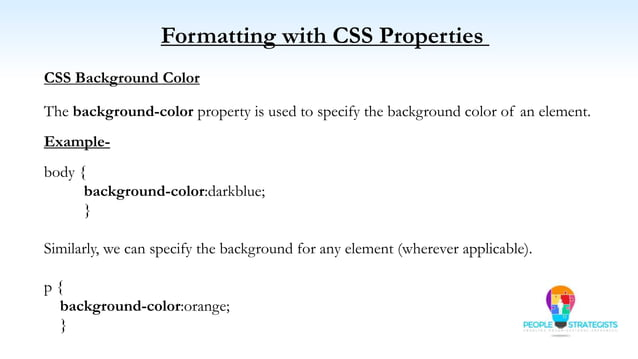 Formatting with CSS Properties
CSS Background Color
The background-color property is used to specify the background color of an element.
Example-
body {
background-color:darkblue;
}
Similarly, we can specify the background for any element (wherever applicable).
p {
background-color:orange;
}
PEOPLE STRATEGISTS